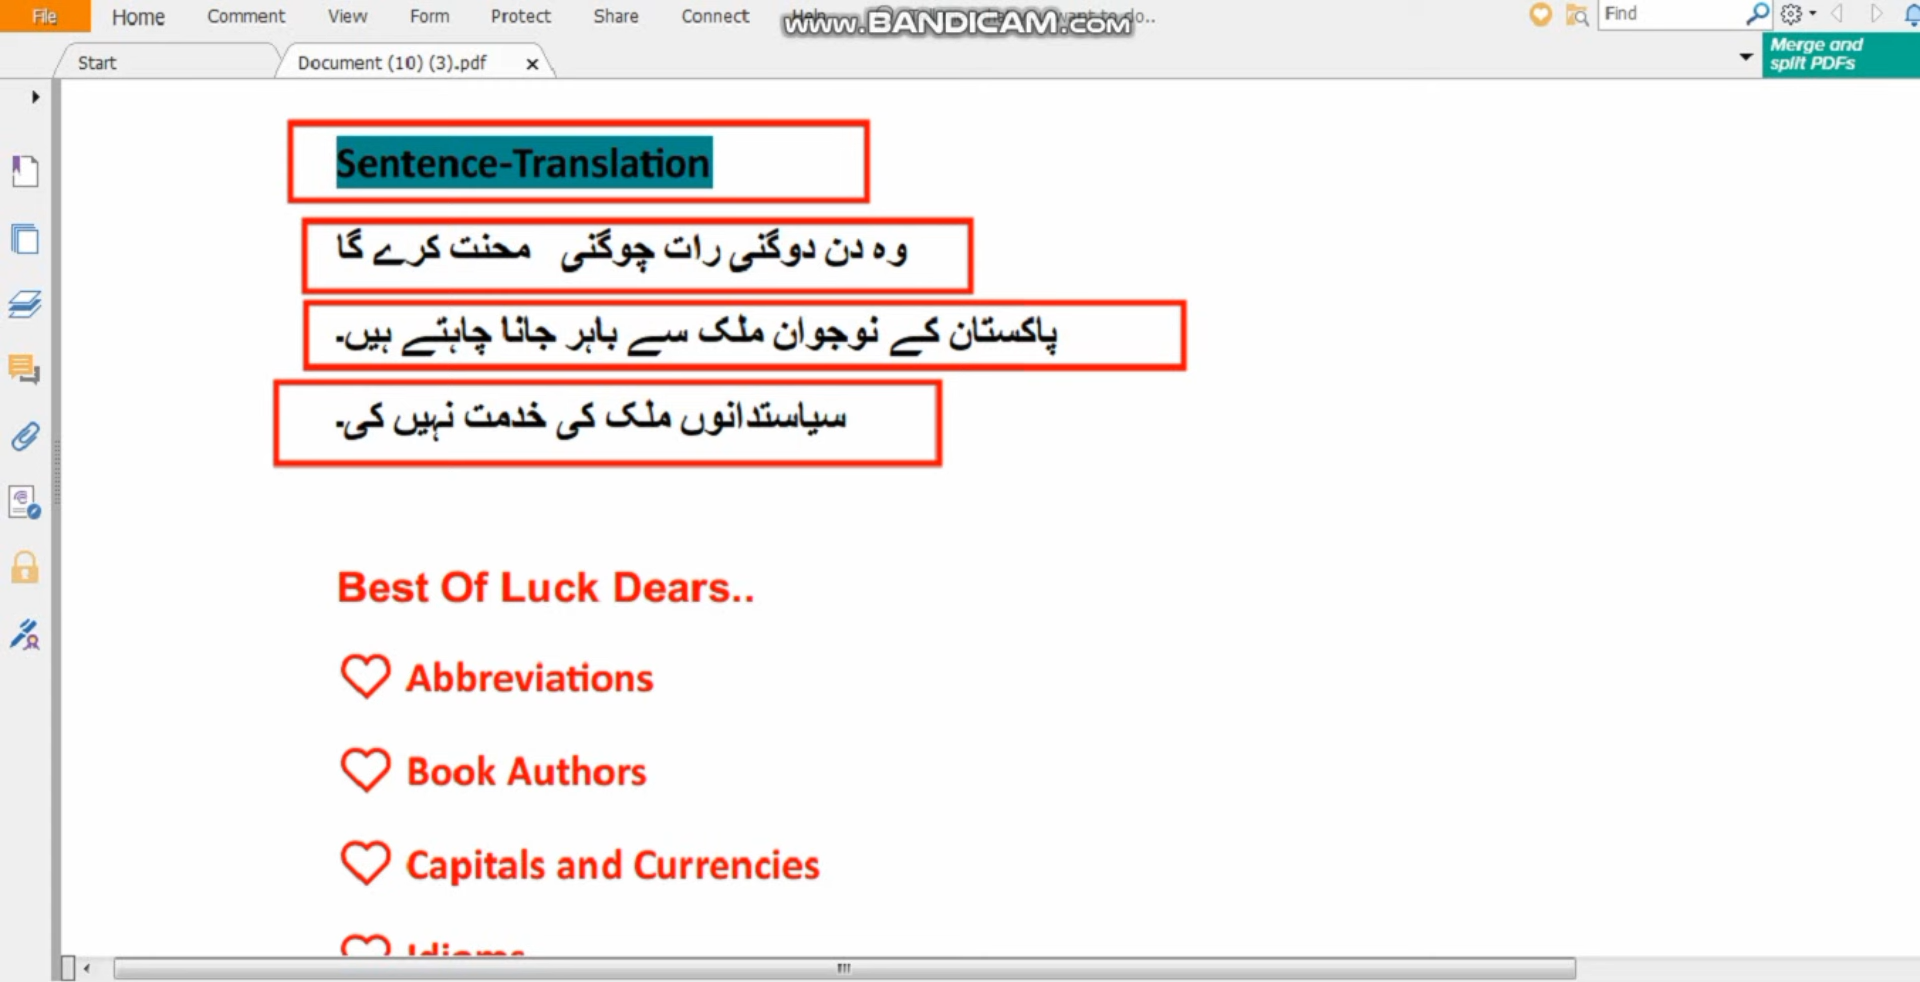 File Home Comment View Form Protect Share Connect Help
www.BANDICAM.com
Find
Start
Document (10) (3).pdf
Merge and
split PDFs
Sentence-Translation
وہ دن دوگنی رات چوگنی محنت کرے گا
پاکستان کے نوجوان ملک سے باہر جانا چاہتے ہیں۔
سیاستدانوں ملک کی خدمت نہیں کی۔
Best Of Luck Dears..
Abbreviations
Book Authors
Capitals and Currencies
Idioms